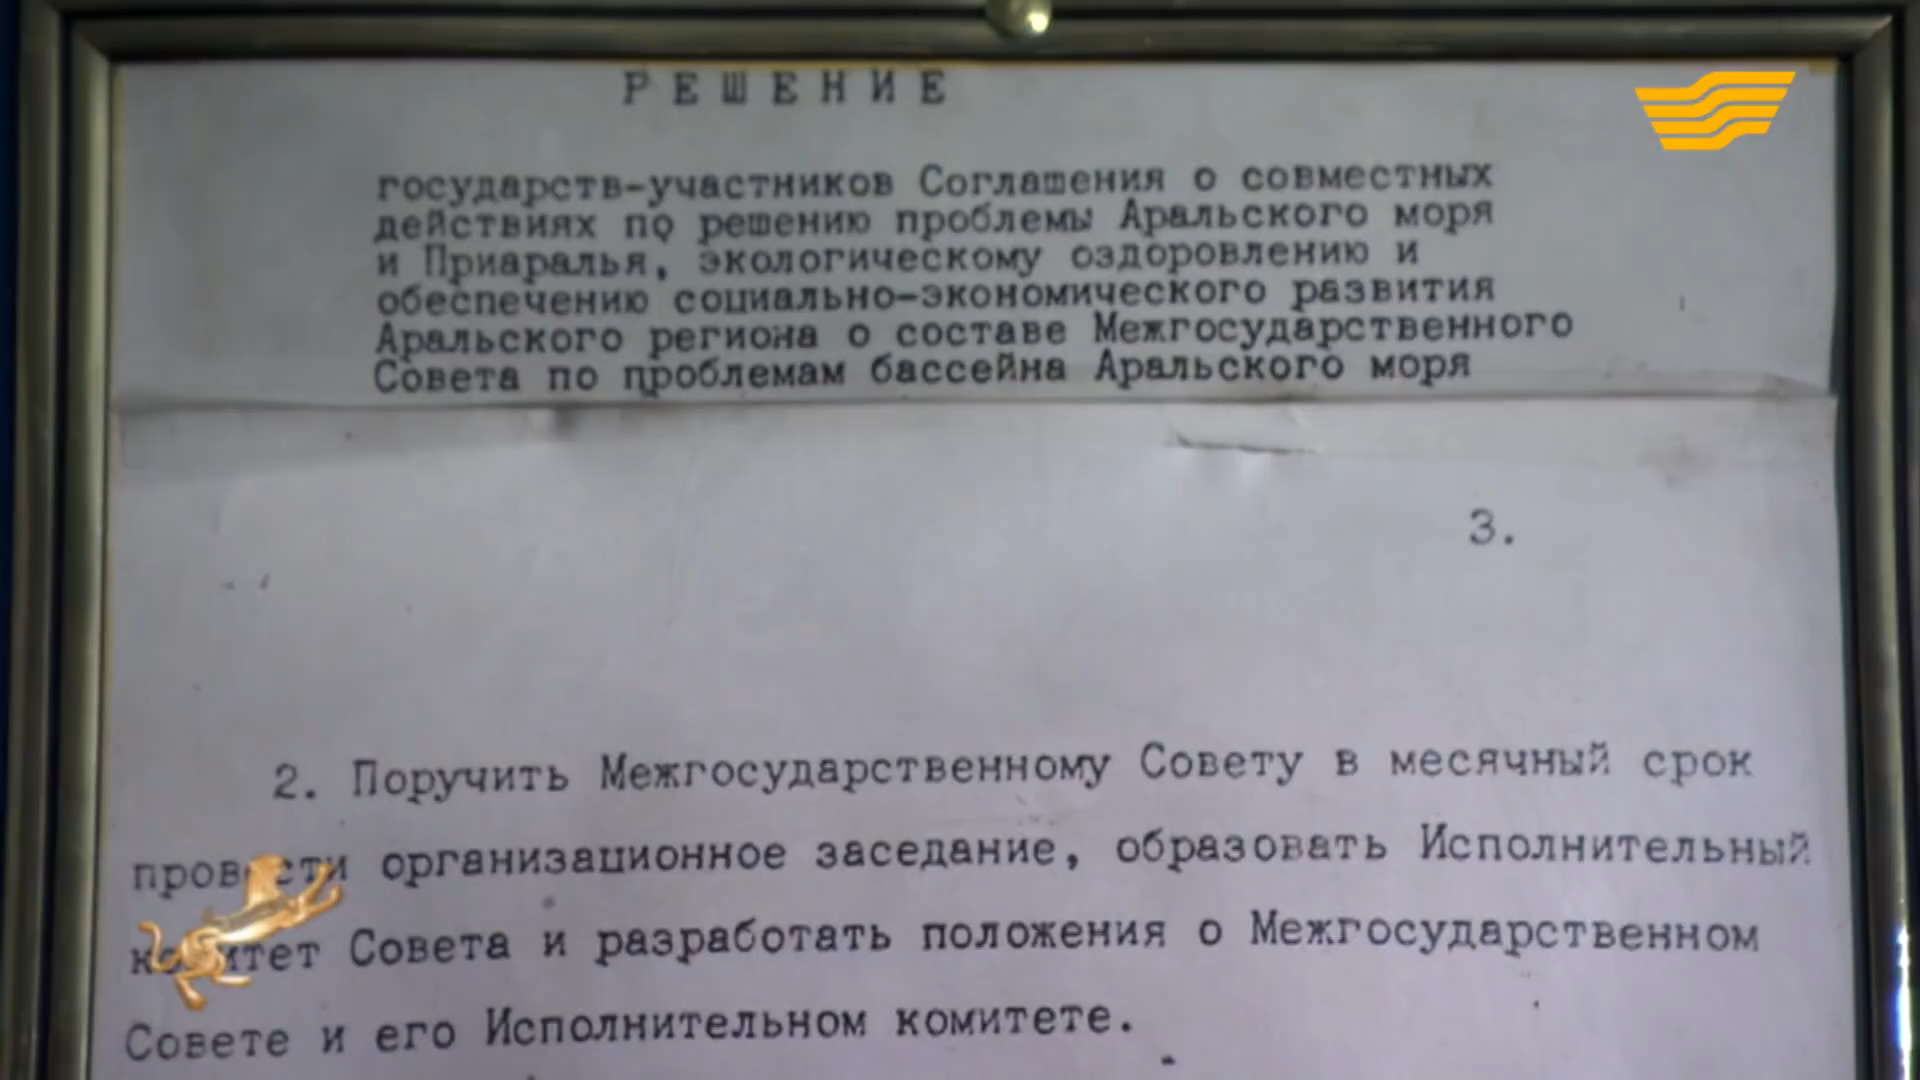 РЕШЕНИЕ
государств-участников Соглашения о совместных
действиях по решению проблемы Аральского моря
и Приаралья, экологическому оздоровлению и
обеспечению социально-экономического развития
Аральского региона о составе Межгосударственного
Совета по проблемам бассейна Аральского моря
3.
2. Поручить Межгосударственному Совету в месячный срок
провести организационное заседание, образовать Исполнительный
комитет Совета и разработать положения о Межгосударственном
Совете и его Исполнительном комитете.